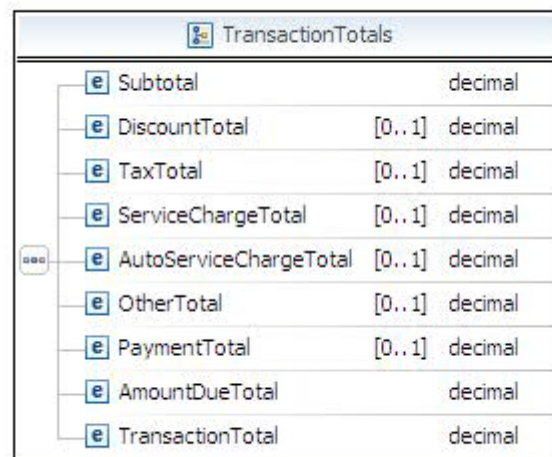 TransactionTotals
e Subtotal decimal
e DiscountTotal [0..1] decimal
e TaxTotal [0..1] decimal
e ServiceChargeTotal [0..1] decimal
e AutoServiceChargeTotal [0..1] decimal
e OtherTotal [0..1] decimal
e PaymentTotal [0..1] decimal
e AmountDueTotal decimal
e TransactionTotal decimal